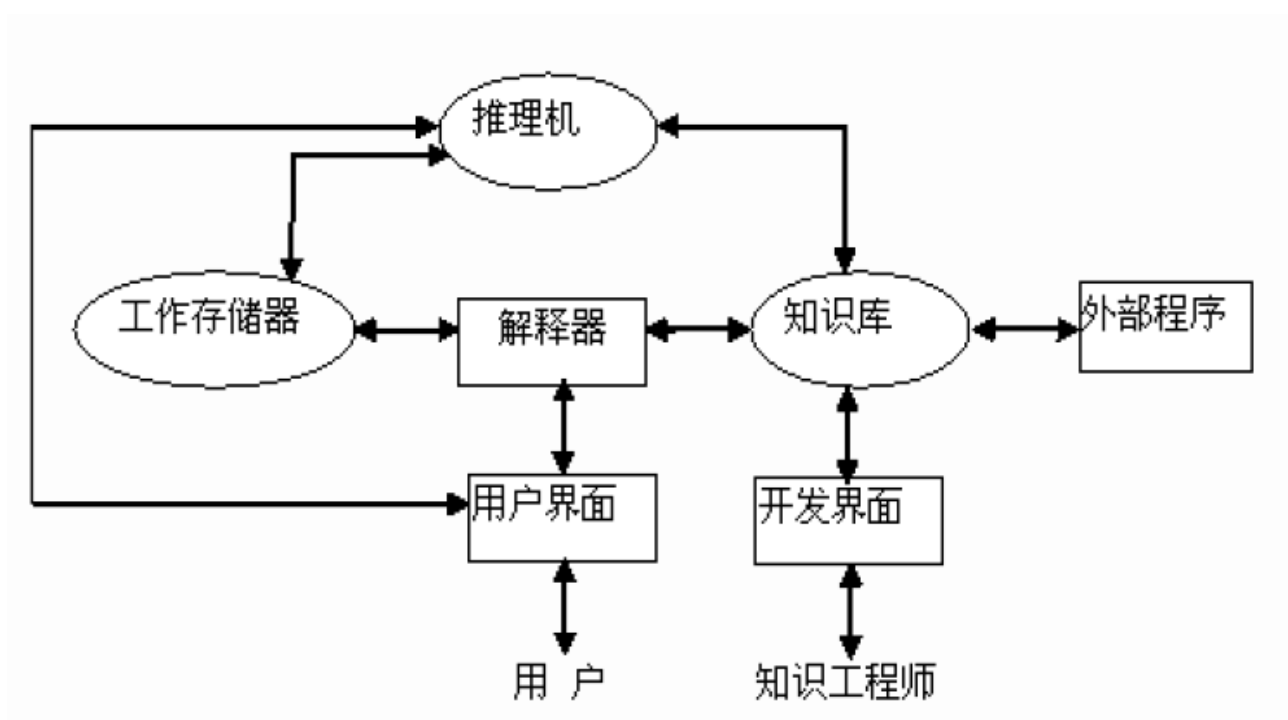 推理机
工作存储器
解释器
知识库
外部程序
用户界面
开发界面
用 户
知识工程师